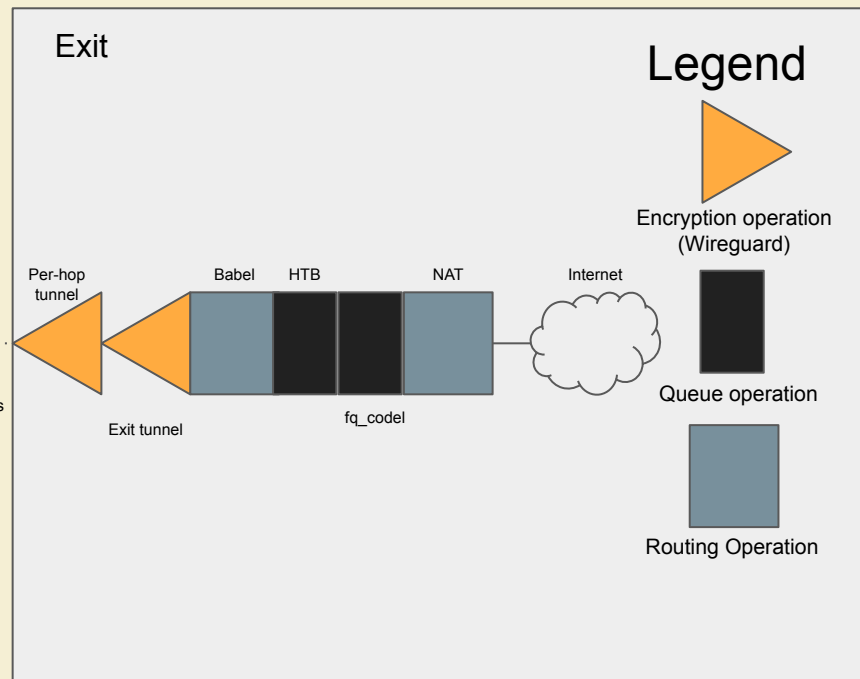 Exit
Legend
Encryption operation
(Wireguard)
Per-hop
tunnel
Babel
HTB
NAT
Internet
s
Exit tunnel
fq_codel
Queue operation
Routing Operation